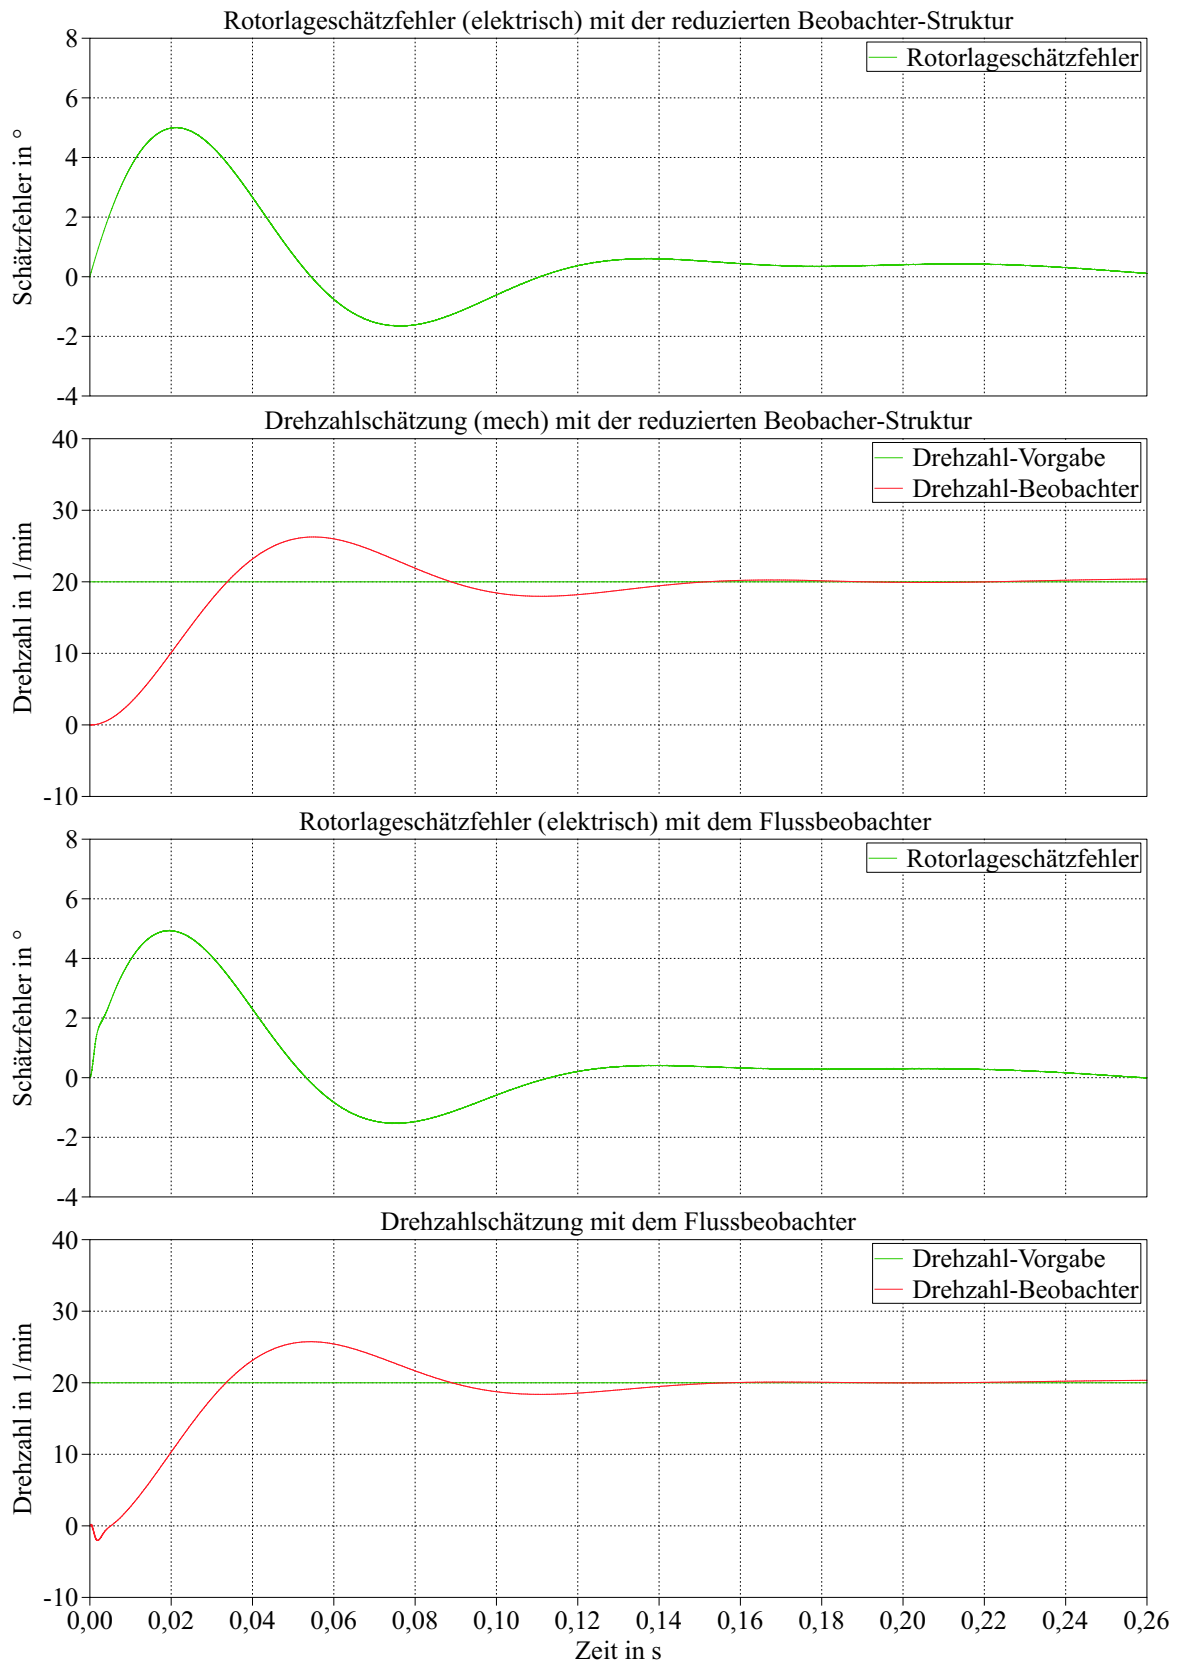 Rotorlageschätzfehler (elektrisch) mit der reduzierten Beobachter-Struktur
Schätzfehler in °
8
6
4
2
0
-2
-4
Rotorlageschätzfehler
Drehzahlschätzung (mech) mit der reduzierten Beobacher-Struktur
Drehzahl in 1/min
40
30
20
10
0
-10
Drehzahl-Vorgabe
Drehzahl-Beobachter
Rotorlageschätzfehler (elektrisch) mit dem Flussbeobachter
Schätzfehler in °
8
6
4
2
0
-2
-4
Rotorlageschätzfehler
Drehzahlschätzung mit dem Flussbeobachter
Drehzahl in 1/min
40
30
20
10
0
-10
Drehzahl-Vorgabe
Drehzahl-Beobachter
0,00 0,02 0,04 0,06 0,08 0,10 0,12 0,14 0,16 0,18 0,20 0,22 0,24 0,26
Zeit in s